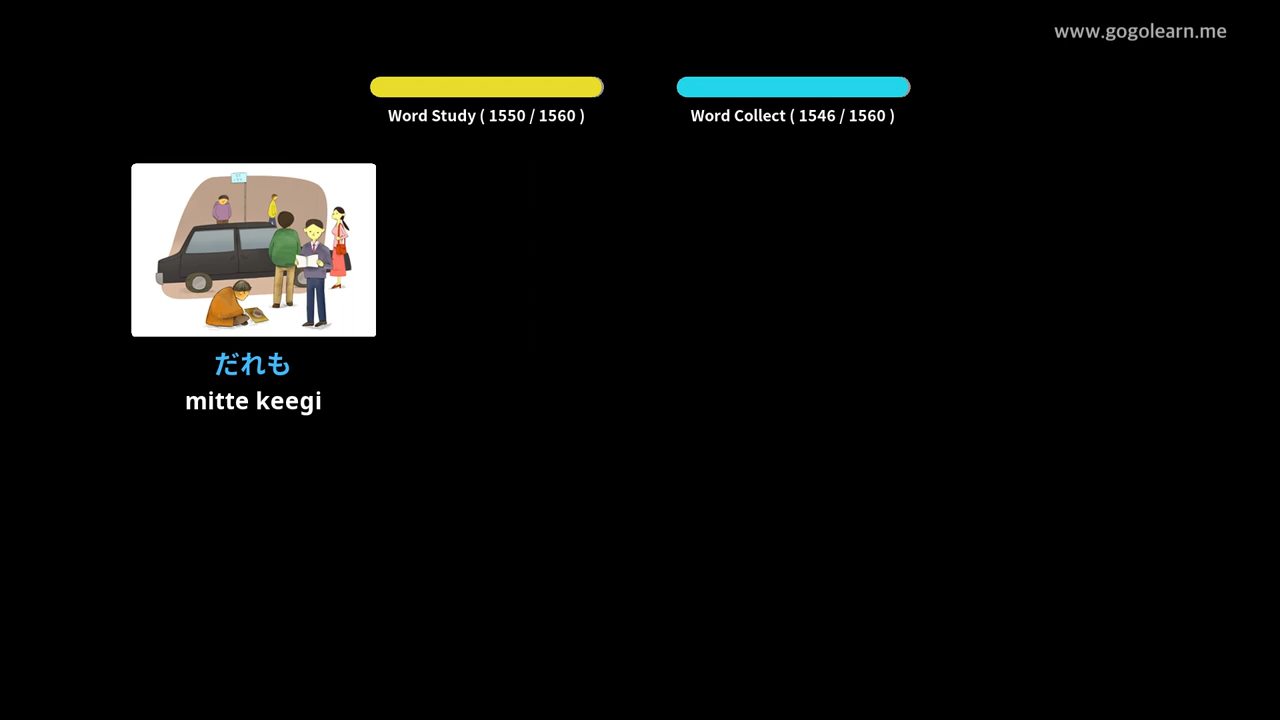 www.gogolearn.me
Word Study ( 1550 / 1560 )
Word Collect ( 1546 / 1560 )
だれも
mitte keegi